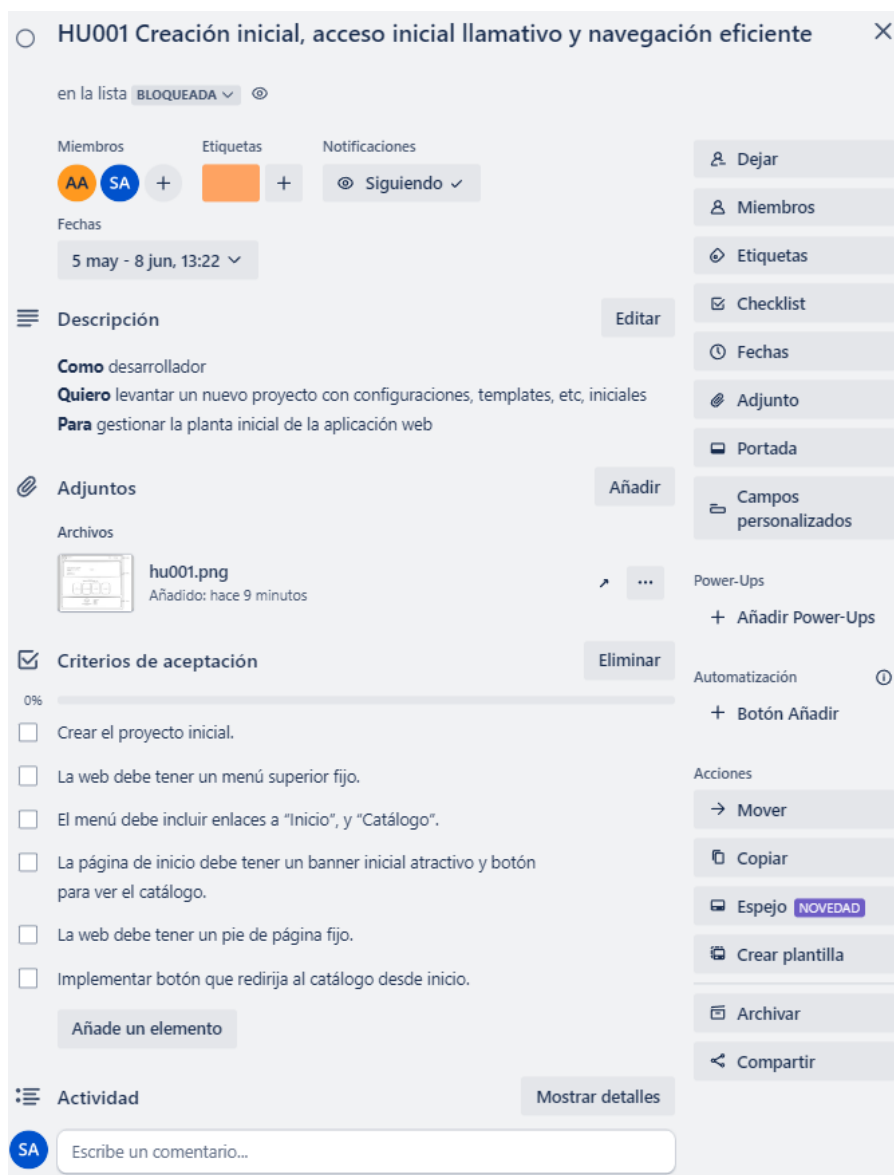 HU001 Creación inicial, acceso inicial llamativo y navegación eficiente
en la lista BLOQUEADA
Miembros
Etiquetas
Notificaciones
AA
SA
Siguiendo
Fechas
5 may - 8 jun, 13:22
Descripción
Editar
Como desarrollador
Quiero levantar un nuevo proyecto con configuraciones, templates, etc, iniciales
Para gestionar la planta inicial de la aplicación web
Adjuntos
Añadir
Archivos
hu001.png
Añadido: hace 9 minutos
Criterios de aceptación
Eliminar
0%
Crear el proyecto inicial.
La web debe tener un menú superior fijo.
El menú debe incluir enlaces a “Inicio”, y “Catálogo”.
La página de inicio debe tener un banner inicial atractivo y botón
para ver el catálogo.
La web debe tener un pie de página fijo.
Implementar botón que redirija al catálogo desde inicio.
Añade un elemento
Actividad
Mostrar detalles
SA
Escribe un comentario...
Dejar
Miembros
Etiquetas
Checklist
Fechas
Adjunto
Portada
Campos
personalizados
Power-Ups
+ Añadir Power-Ups
Automatización
+ Botón Añadir
Acciones
Mover
Copiar
Espejo NOVEDAD
Crear plantilla
Archivar
Compartir